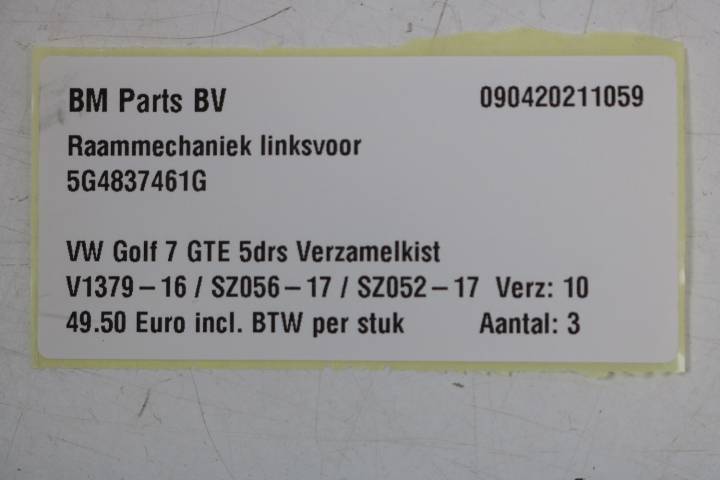 BM Parts BV 090420211059
Raammechaniek linksvoor
5G4837461G
VW Golf 7 GTE 5drs Verzamelkist
V1379-16 / SZ056-17 / SZ052-17 Verz: 10
49.50 Euro incl. BTW per stuk Aantal: 3